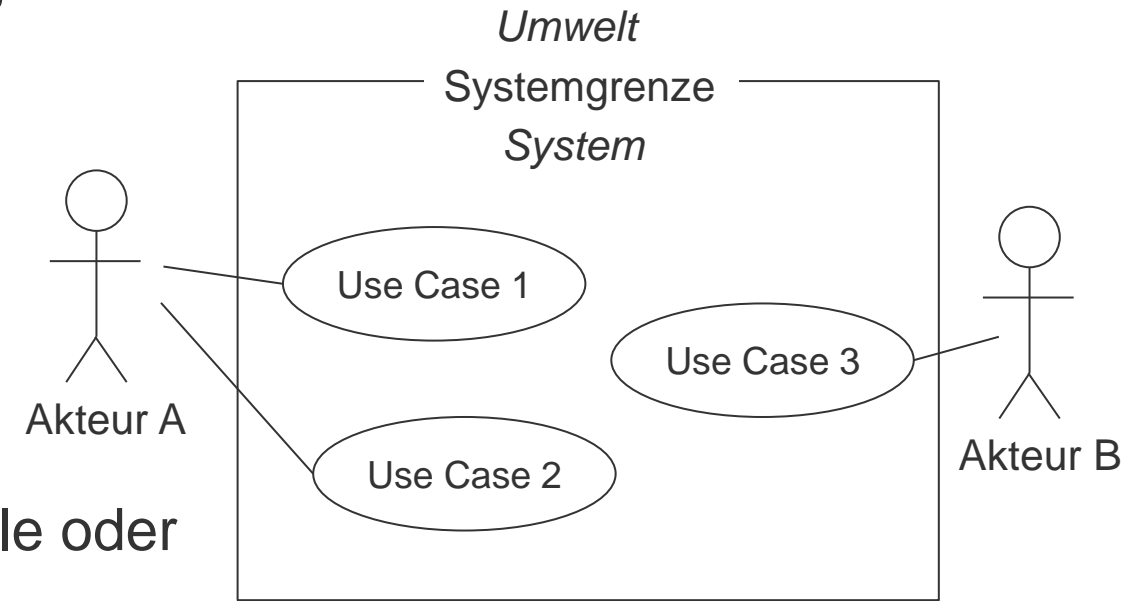 Umwelt
Systemgrenze
System
Use Case 1
Use Case 3
Akteur A
Use Case 2
Akteur B
le oder